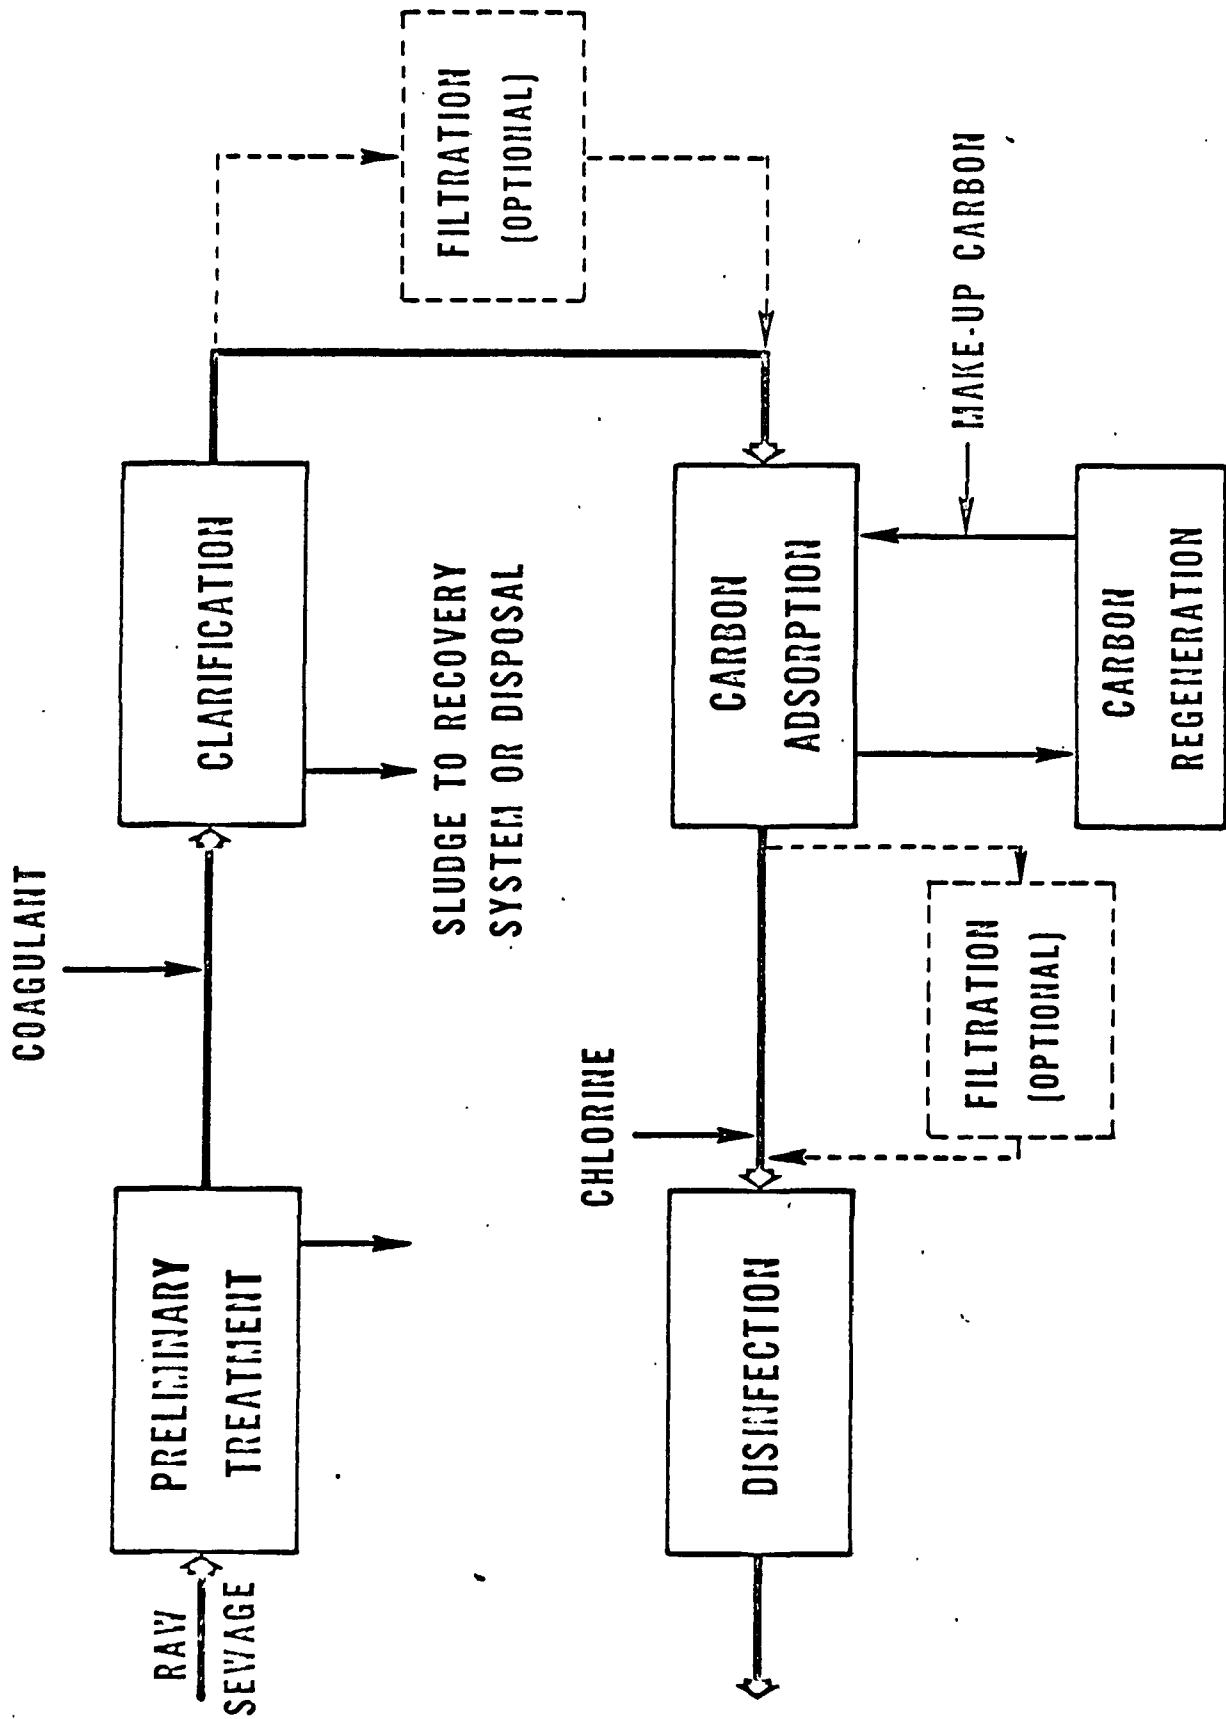 COAGULANT
RAW
SEWAGE
PRELIMINARY
TREATMENT
CLARIFICATION
FILTRATION
(OPTIONAL)
SLUDGE TO RECOVERY
SYSTEM OR DISPOSAL
CHLORINE
DISINFECTION
CARBON
ADSORPTION
FILTRATION
(OPTIONAL)
MAKE-UP CARBON
CARBON
REGENERATION